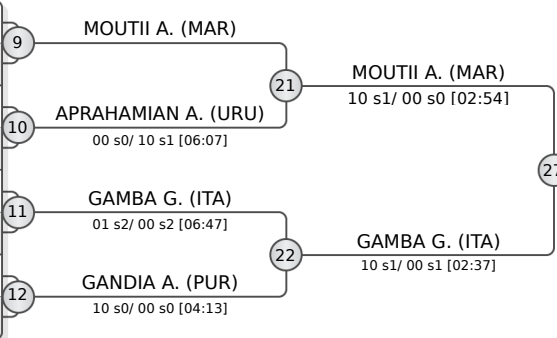 MOUTII A. (MAR)
9
21
MOUTII A. (MAR)
10 s1/ 00 s0 [02:54]
APRAHAMIAN A. (URU)
10
00 s0/ 10 s1 [06:07]
27
GAMBA G. (ITA)
11
01 s2/ 00 s2 [06:47]
22
GAMBA G. (ITA)
10 s1/ 00 s1 [02:37]
GANDIA A. (PUR)
12
10 s0/ 00 s0 [04:13]